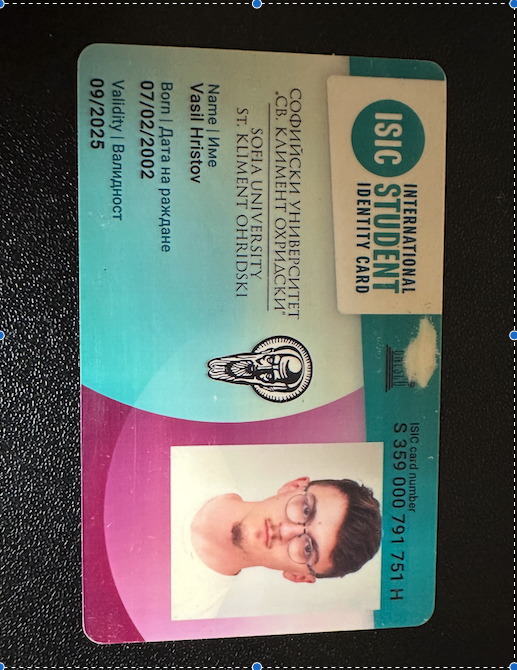 ISIC
INTERNATIONAL
STUDENT
IDENTITY CARD
ISIC card number
S 359 000 791 751 H
СОФИЙСКИ УНИВЕРСИТЕТ
„СВ. КЛИМЕНТ ОХРИДСКИ“
SOFIA UNIVERSITY
ST. KLIMENT OHRIDSKI
Name | Име
Vasil Hristov
Born | Дата на раждане
07/02/2002
Validity | Валидност
09/2025